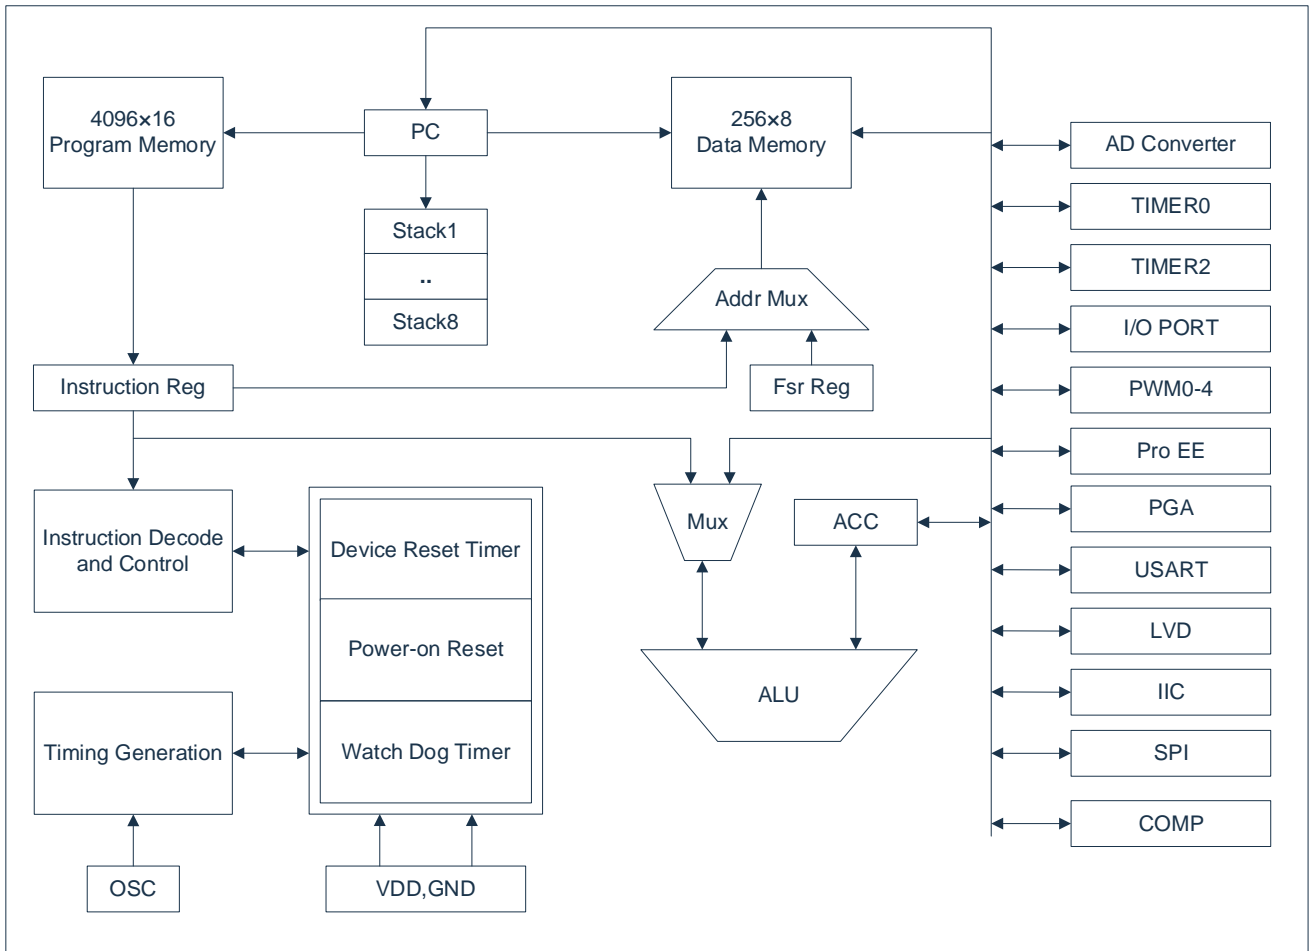 4096×16
Program Memory
PC
256×8
Data Memory
Stack1
..
Stack8
Addr Mux
Instruction Reg
Fsr Reg
Mux
ACC
ALU
Instruction Decode
and Control
Device Reset Timer
Power-on Reset
Watch Dog Timer
Timing Generation
OSC
VDD,GND
AD Converter
TIMER0
TIMER2
I/O PORT
PWM0-4
Pro EE
PGA
USART
LVD
IIC
SPI
COMP